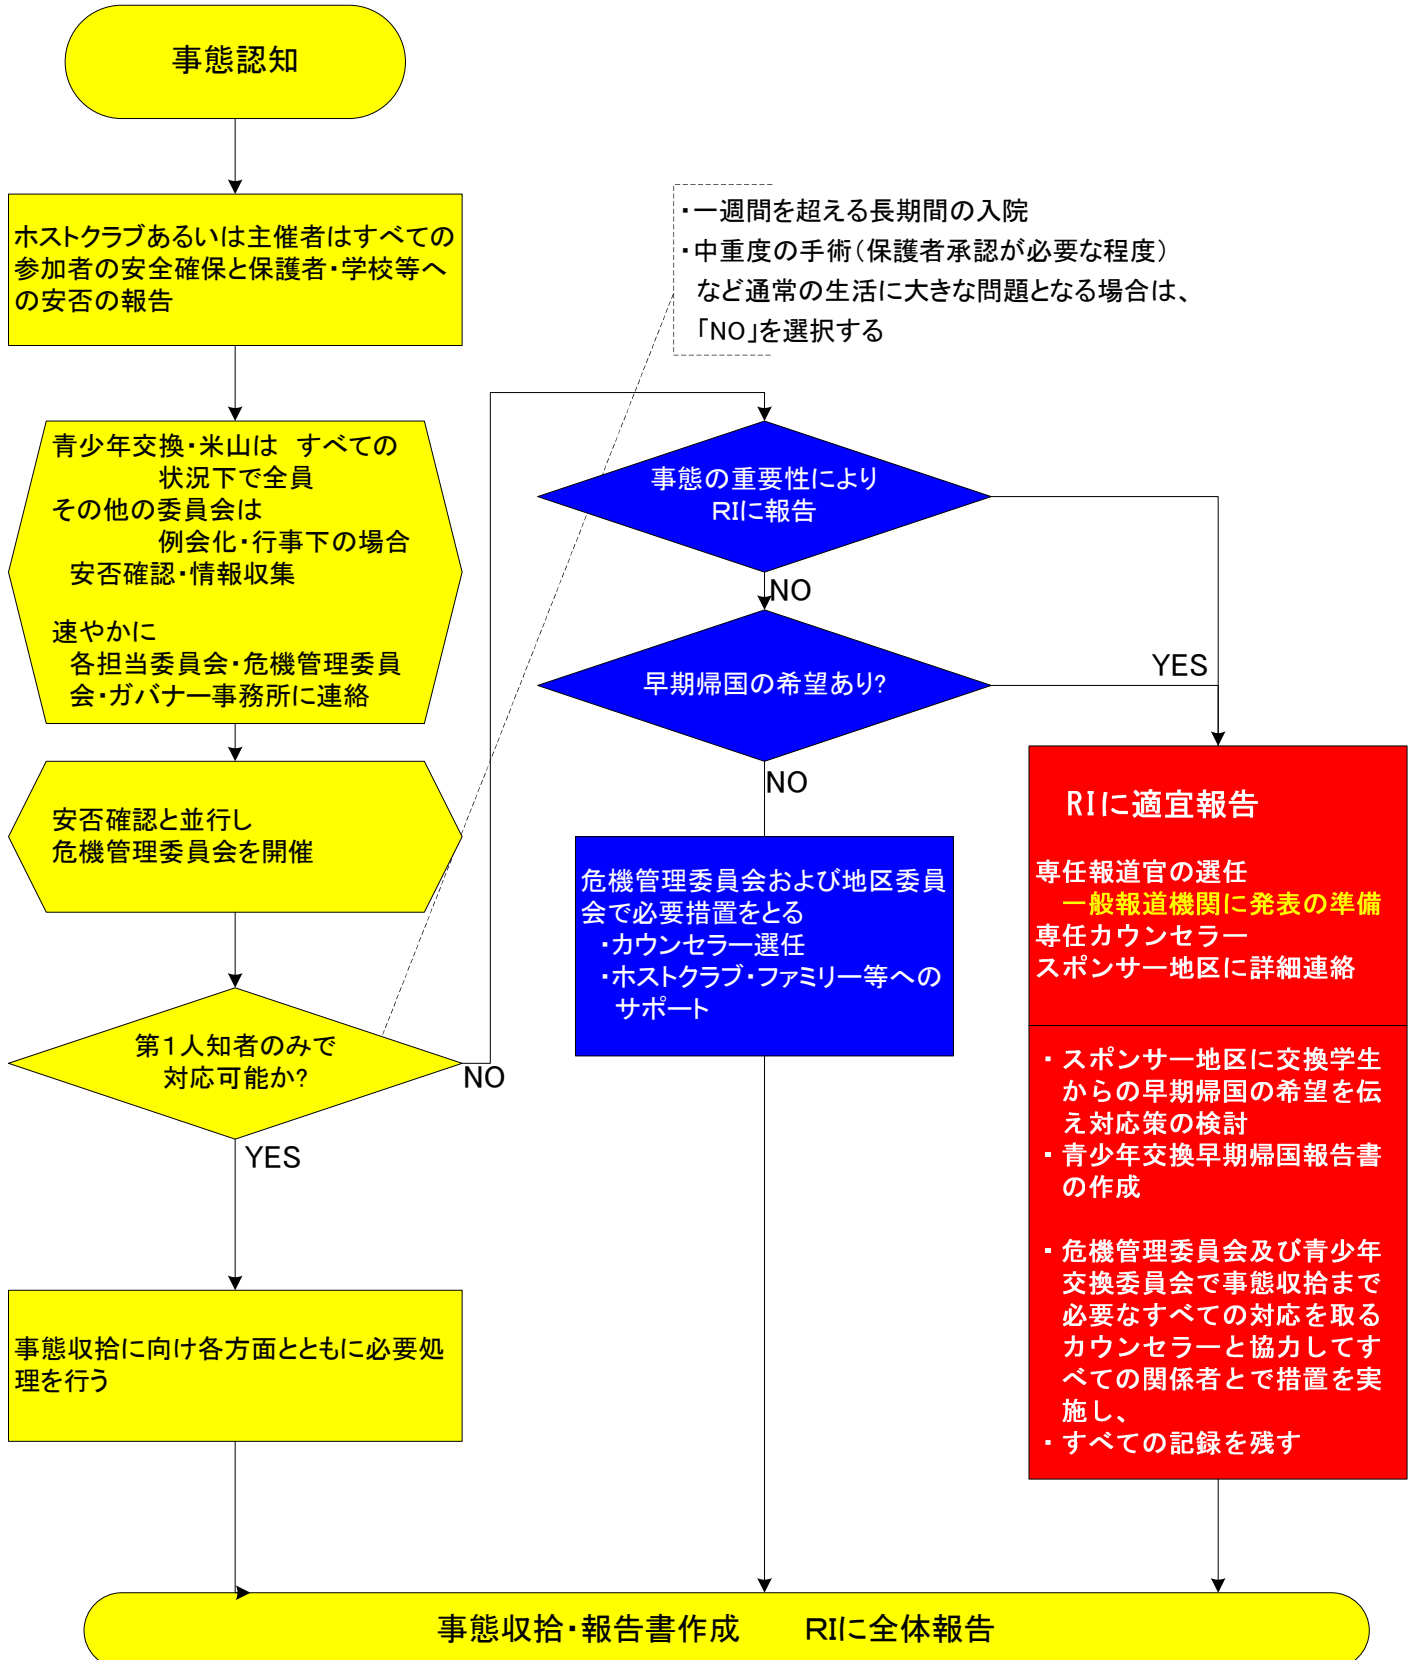 事態認知
ホストクラブあるいは主催者はすべての
参加者の安全確保と保護者・学校等へ
の安否の報告
・一週間を超える長期間の入院
・中重度の手術(保護者承認が必要な程度)
など通常の生活に大きな問題となる場合は、
「NO」を選択する
青少年交換・米山は すべての
状況下で全員
その他の委員会は
例会化・行事下の場合
安否確認・情報収集
速やかに
各担当委員会・危機管理委員
会・ガバナー事務所に連絡
安否確認と並行し
危機管理委員会を開催
第1人知者のみで
対応可能か?
NO
YES
事態収拾に向け各方面とともに必要処
理を行う
事態の重要性により
RIに報告
NO
早期帰国の希望あり?
YES
NO
危機管理委員会および地区委員
会で必要措置をとる
・カウンセラー選任
・ホストクラブ・ファミリー等への
サポート
RIに適宜報告
専任報道官の選任
一般報道機関に発表の準備
専任カウンセラー
スポンサー地区に詳細連絡
・スポンサー地区に交換学生
からの早期帰国の希望を伝
え対応策の検討
・青少年交換早期帰国報告書
の作成
・危機管理委員会及び青少年
交換委員会で事態収拾まで
必要なすべての対応を取る
カウンセラーと協力してす
べての関係者とで措置を実
施し、
・すべての記録を残す
事態収拾・報告書作成 RIに全体報告